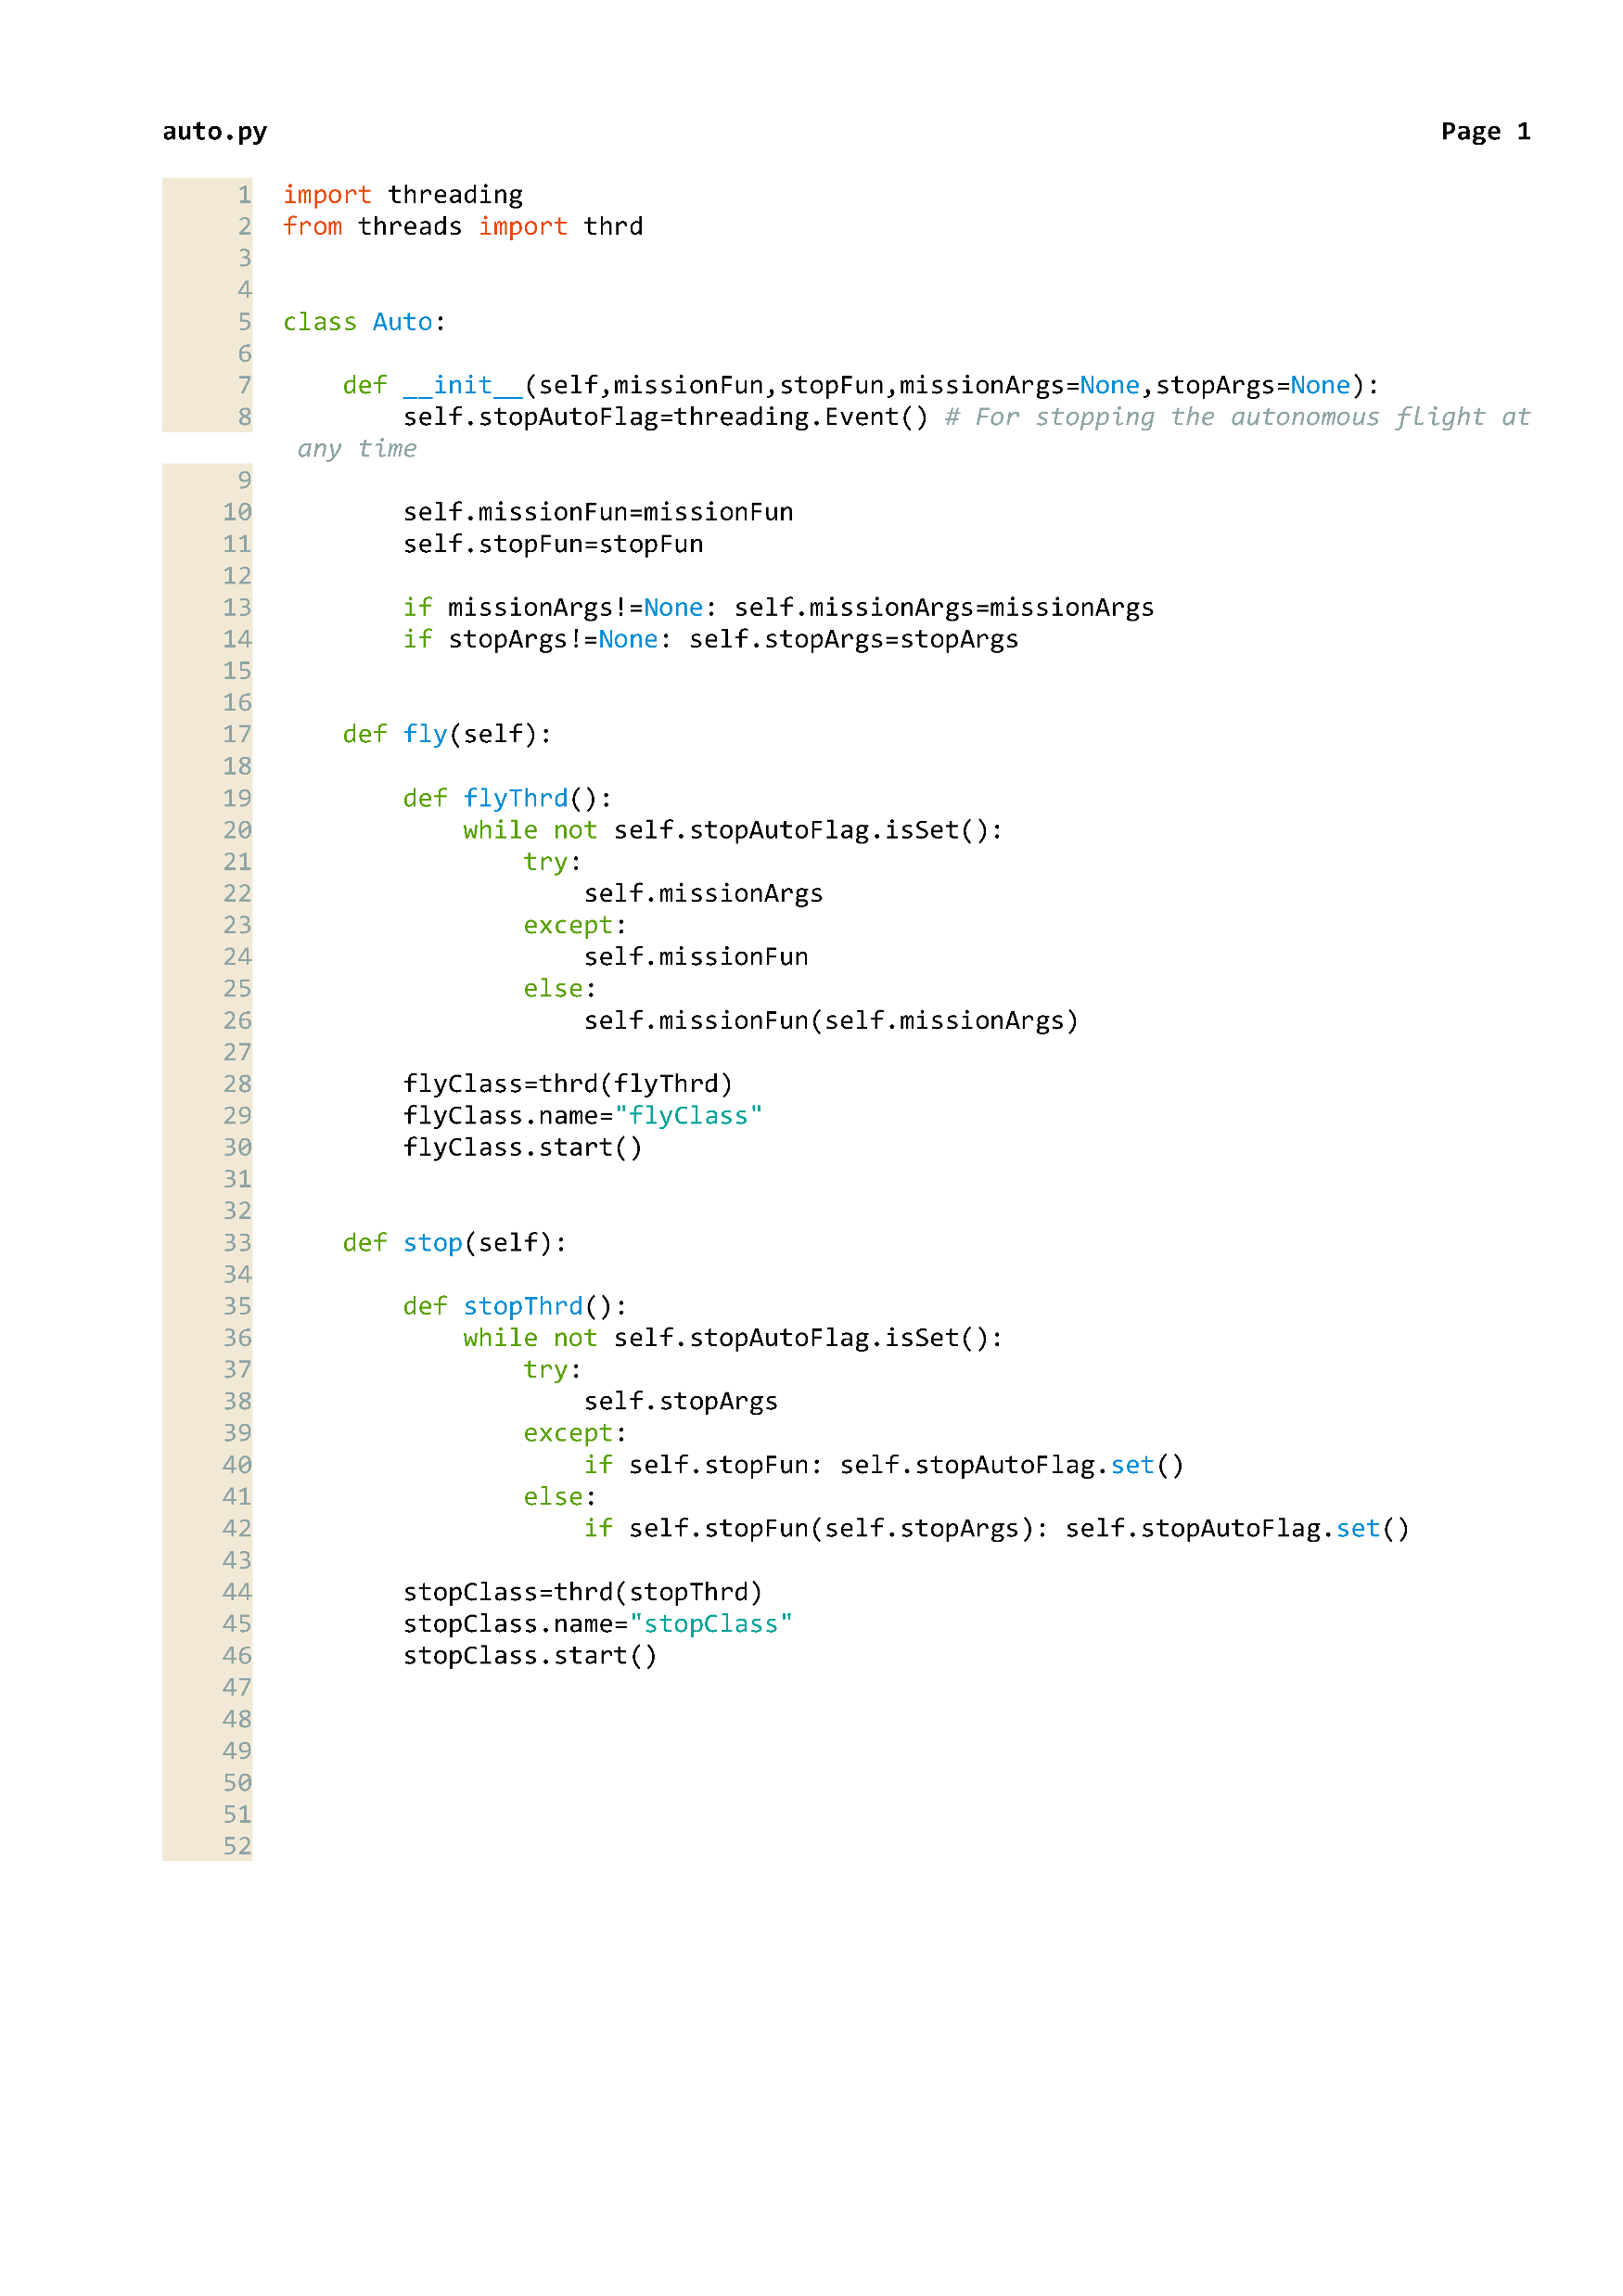 auto.py Page 1
1 import threading
2 from threads import thrd
3
4
5 class Auto:
6
7     def __init__(self,missionFun,stopFun,missionArgs=None,stopArgs=None):
8         self.stopAutoFlag=threading.Event() # For stopping the autonomous flight at
any time
9
10         self.missionFun=missionFun
11         self.stopFun=stopFun
12
13         if missionArgs!=None: self.missionArgs=missionArgs
14         if stopArgs!=None: self.stopArgs=stopArgs
15
16
17     def fly(self):
18
19         def flyThrd():
20             while not self.stopAutoFlag.isSet():
21                 try:
22                     self.missionArgs
23                 except:
24                     self.missionFun
25                 else:
26                     self.missionFun(self.missionArgs)
27
28         flyClass=thrd(flyThrd)
29         flyClass.name="flyClass"
30         flyClass.start()
31
32
33     def stop(self):
34
35         def stopThrd():
36             while not self.stopAutoFlag.isSet():
37                 try:
38                     self.stopArgs
39                 except:
40                     if self.stopFun: self.stopAutoFlag.set()
41                 else:
42                     if self.stopFun(self.stopArgs): self.stopAutoFlag.set()
43
44         stopClass=thrd(stopThrd)
45         stopClass.name="stopClass"
46         stopClass.start()
47
48
49
50
51
52